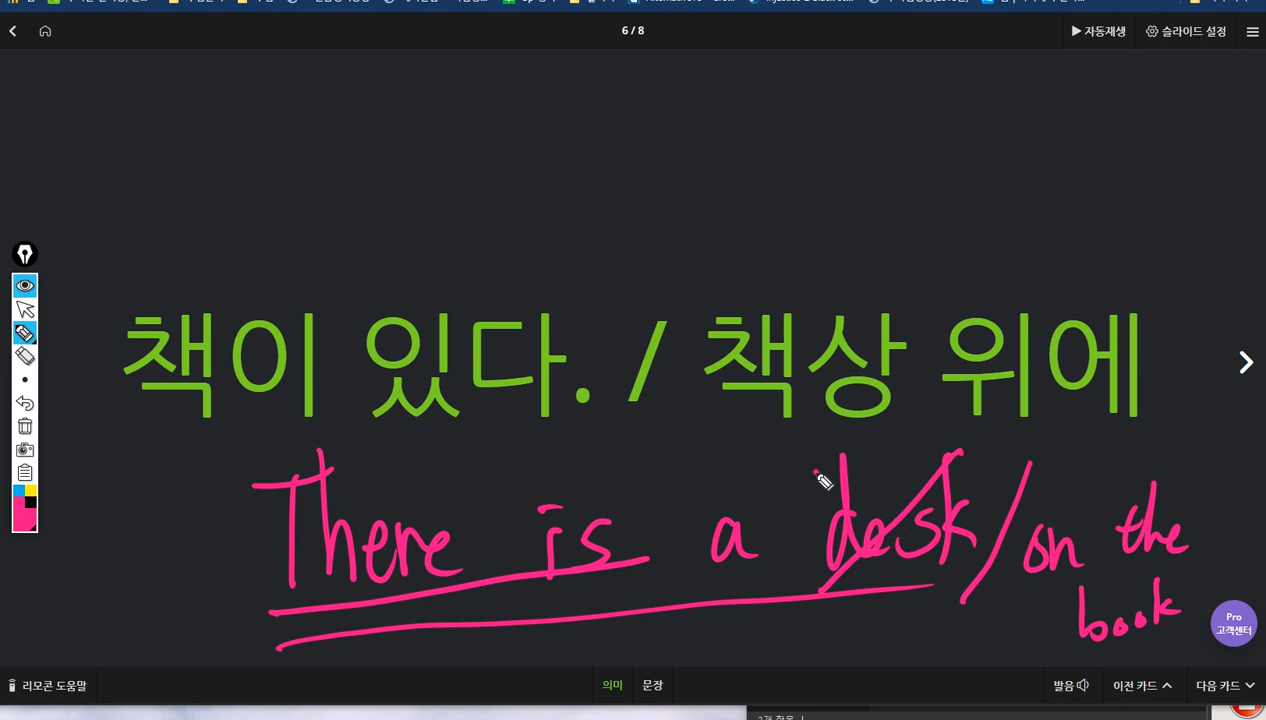 6 / 8
▶ 자동재생
슬라이드 설정
책이 있다. / 책상 위에
There is a desk / on the
book
Pro
고객센터
리모콘 도움말
의미
문장
발음
이전 카드
다음 카드